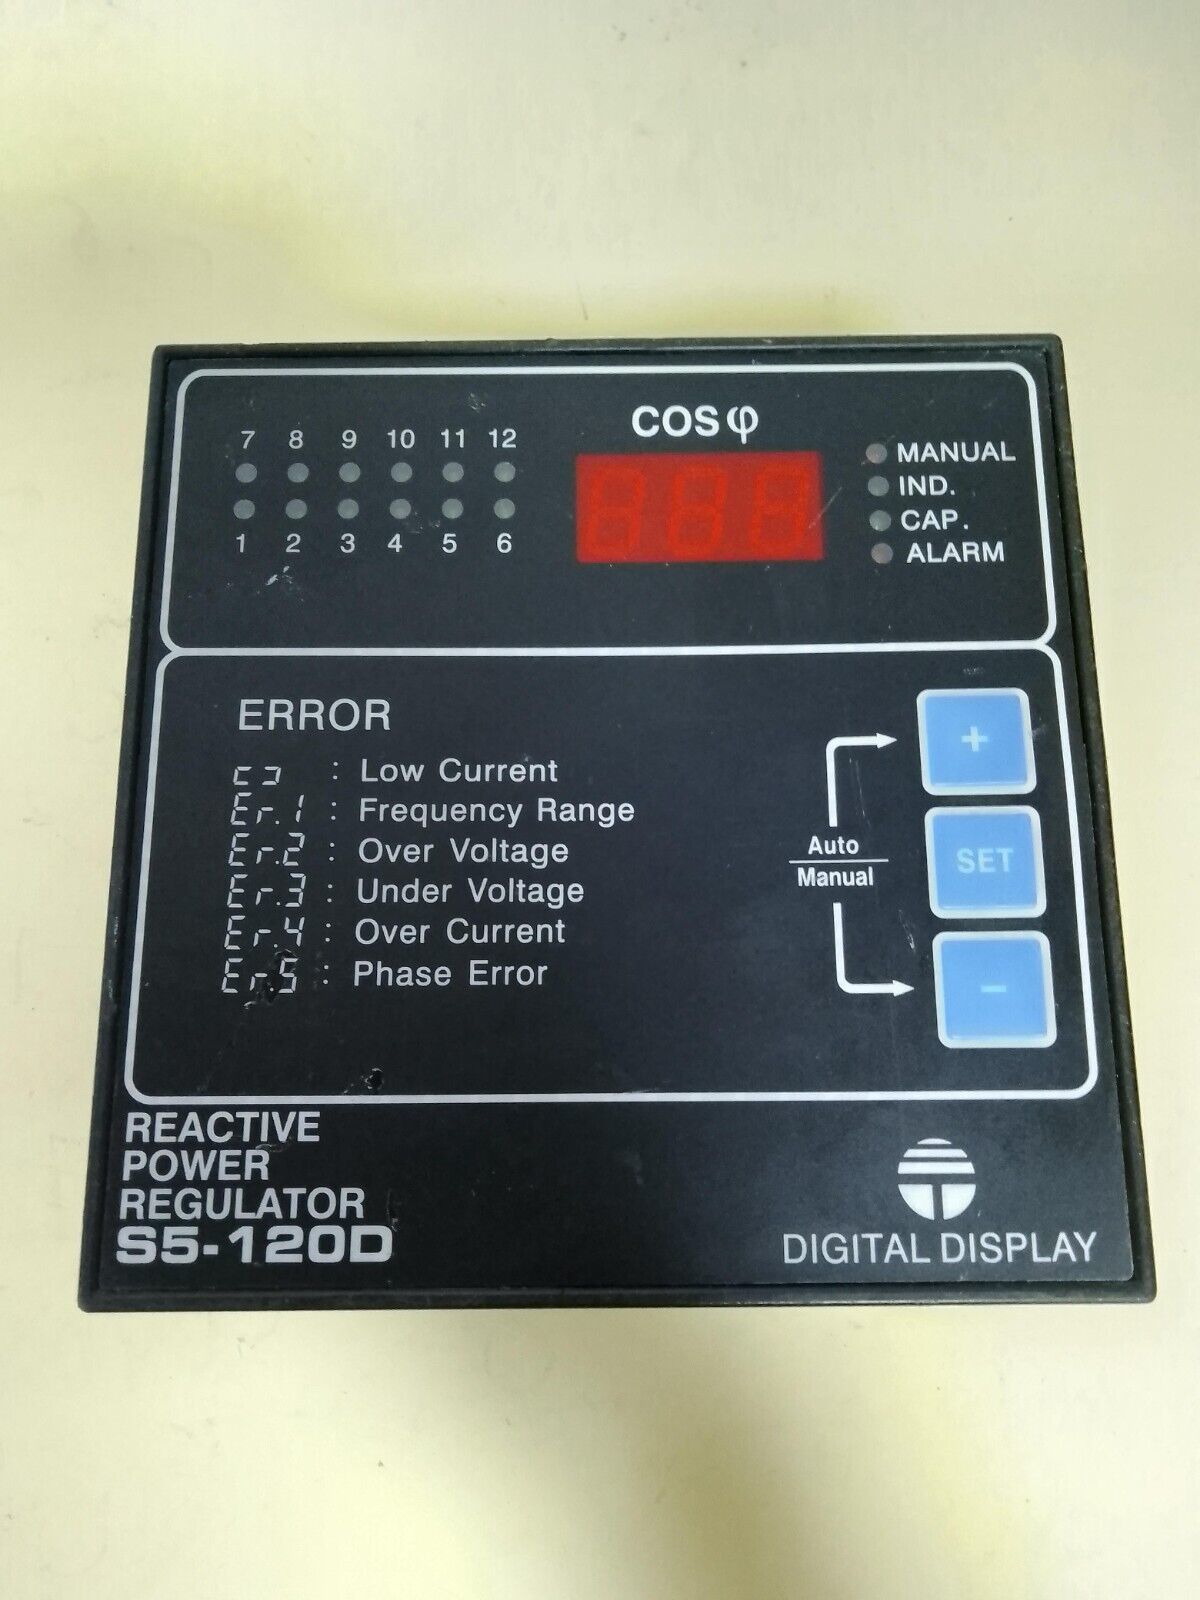 COS φ
7 8 9 10 11 12
1 2 3 4 5 6
MANUAL
IND.
CAP.
ALARM
ERROR
: Low Current
Er.1 : Frequency Range
Er.2 : Over Voltage
Er.3 : Under Voltage
Er.4 : Over Current
Er.5 : Phase Error
+
Auto
Manual
SET
-
REACTIVE
POWER
REGULATOR
S5-120D
DIGITAL DISPLAY